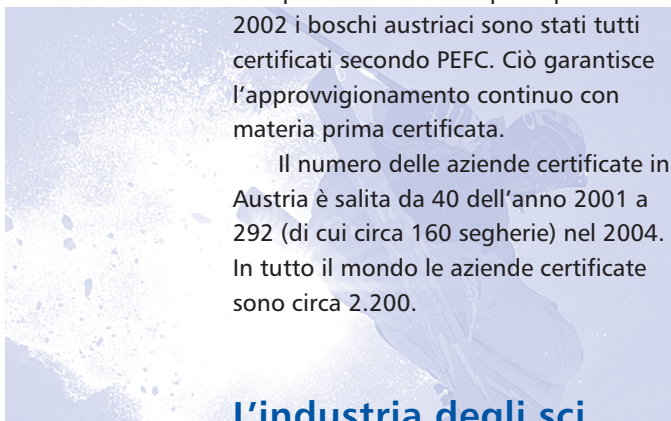 2002 i boschi austriaci sono stati tutti
certificati secondo PEFC. Ciò garantisce
l'approvvigionamento continuo con
materia prima certificata.
Il numero delle aziende certificate in
Austria è salita da 40 dell'anno 2001 a
292 (di cui circa 160 segherie) nel 2004.
In tutto il mondo le aziende certificate
sono circa 2.200.
L'industria degli sci